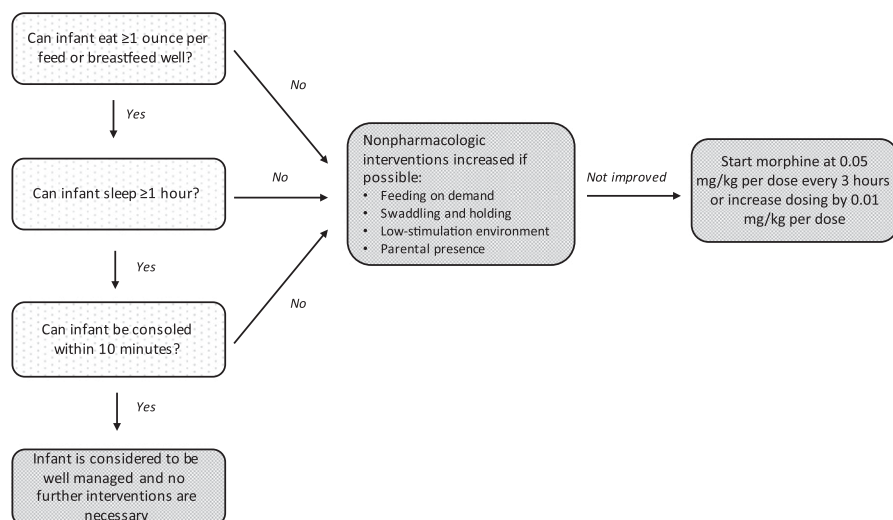 Can infant eat ≥1 ounce per
feed or breastfeed well?
No
Yes
Can infant sleep ≥1 hour?
No
Yes
Can infant be consoled
within 10 minutes?
No
Yes
Infant is considered to be
well managed and no
further interventions are
necessary
Nonpharmacologic
interventions increased if
possible:
• Feeding on demand
• Swaddling and holding
• Low-stimulation environment
• Parental presence
Not improved
Start morphine at 0.05
mg/kg per dose every 3 hours
or increase dosing by 0.01
mg/kg per dose